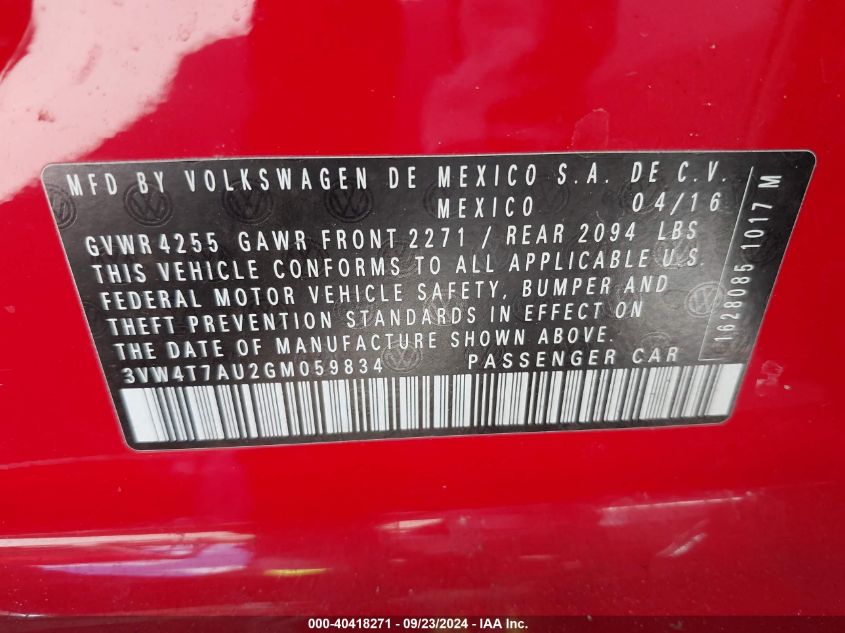 MFD BY VOLKSWAGEN DE MEXICO S.A. DE C.V.
MEXICO 04/16
GVWR 4255 GAWR FRONT 2271 / REAR 2094 LBS
THIS VEHICLE CONFORMS TO ALL APPLICABLE U.S.
FEDERAL MOTOR VEHICLE SAFETY, BUMPER AND
THEFT PREVENTION STANDARDS IN EFFECT ON
THE DATE OF MANUFACTURE SHOWN ABOVE.
3VW4T7AU2GM059834 PASSENGER CAR
1628085 1017 M
000-40418271 - 09/23/2024 - IAA Inc.